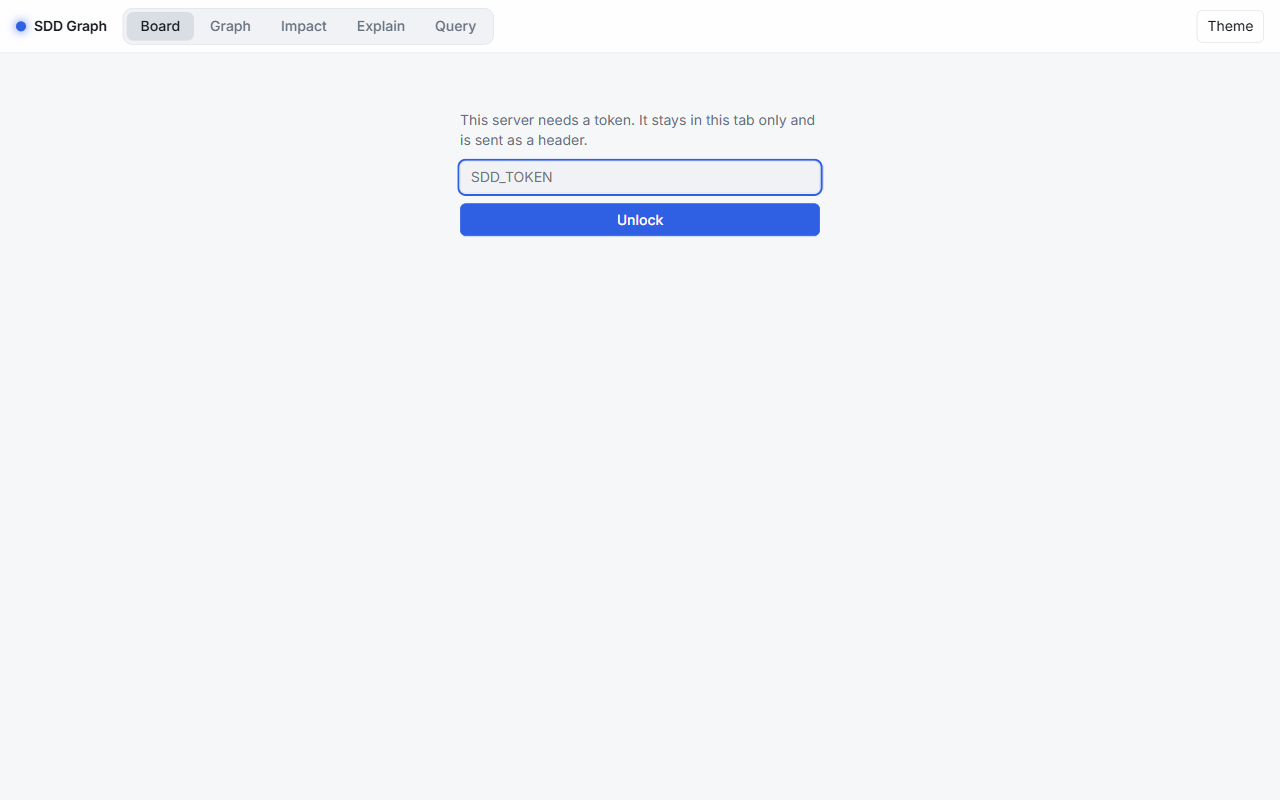 SDD Graph
Board
Graph
Impact
Explain
Query
Theme
This server needs a token. It stays in this tab only and
is sent as a header.
SDD_TOKEN
Unlock